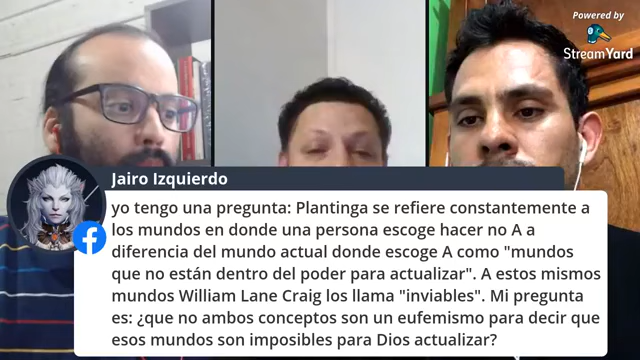 Powered by
StreamYard
Jairo Izquierdo
yo tengo una pregunta: Plantinga se refiere constantemente a
los mundos en donde una persona escoge hacer no A a
diferencia del mundo actual donde escoge A como "mundos
que no están dentro del poder para actualizar". A estos mismos
mundos William Lane Craig los llama "inviables". Mi pregunta
es: ¿que no ambos conceptos son un eufemismo para decir que
esos mundos son imposibles para Dios actualizar?